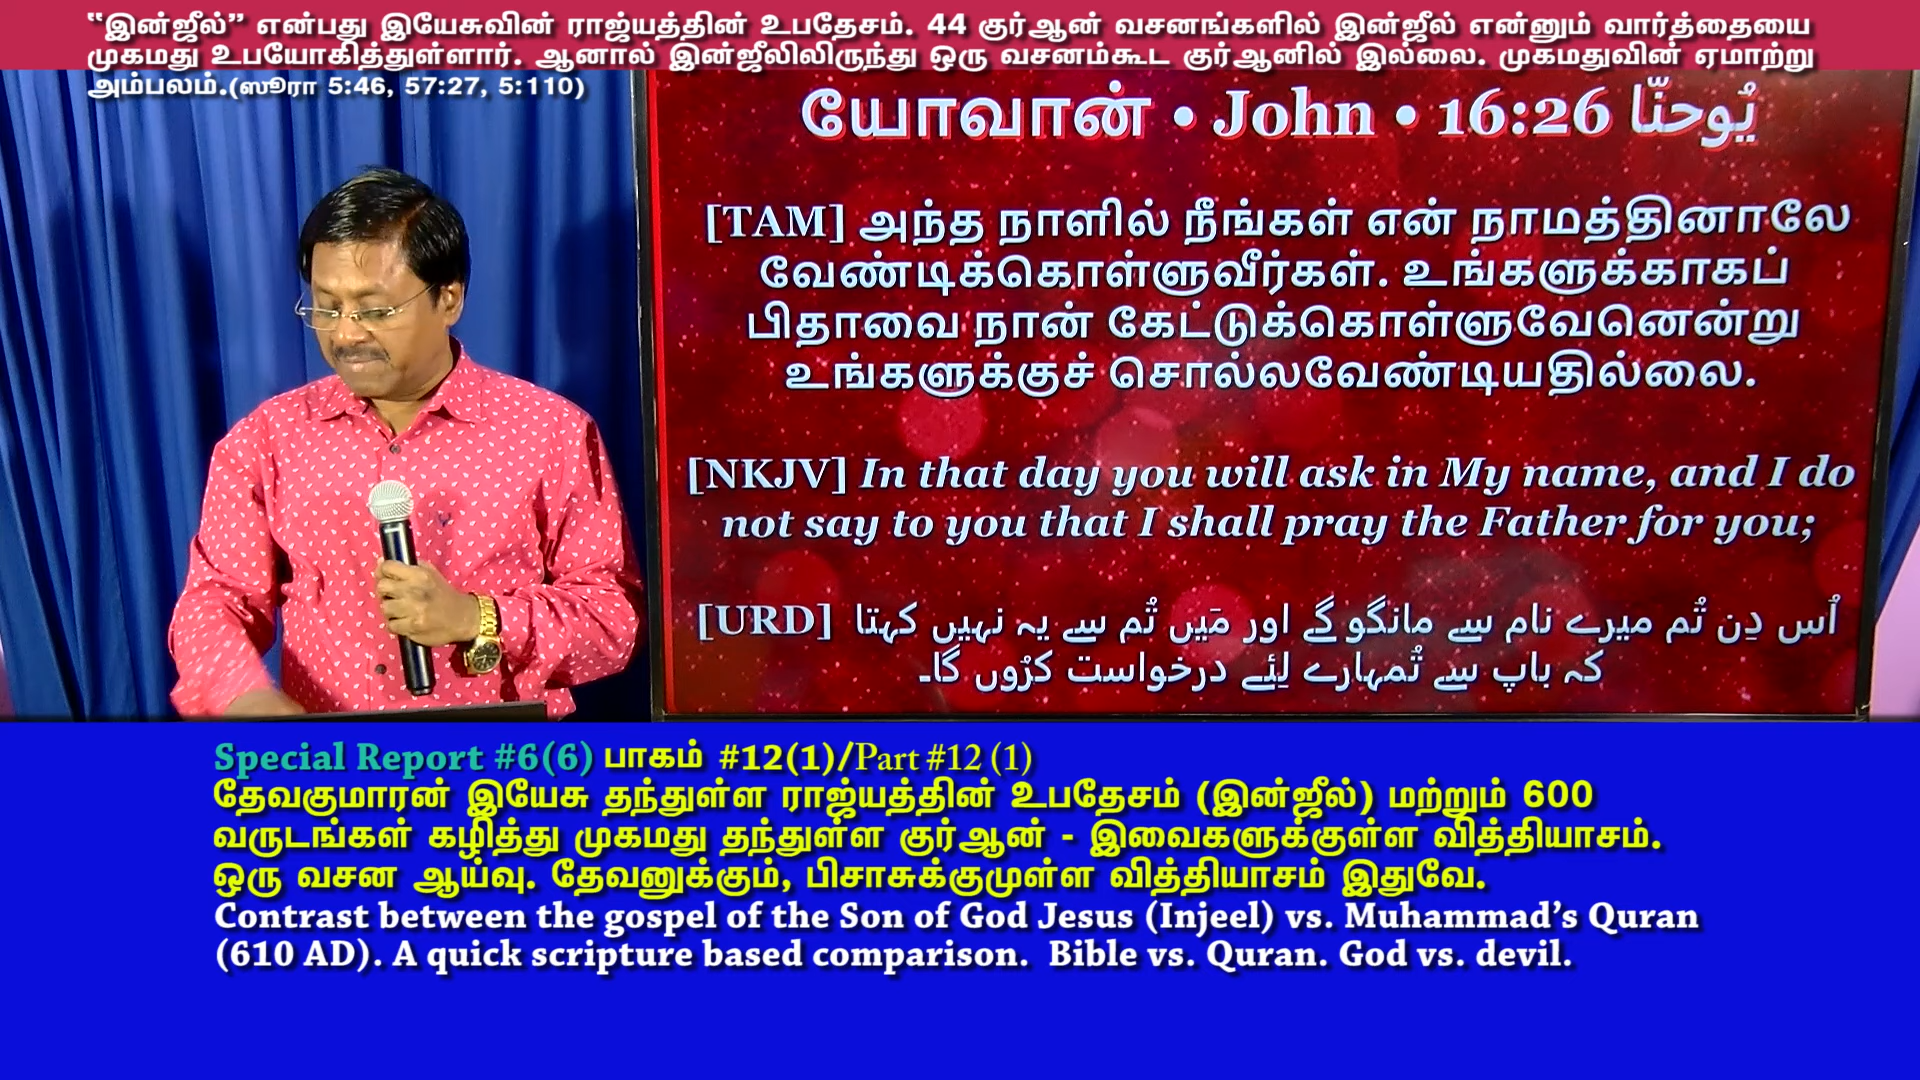 “இன்ஜீல்” என்பது இயேசுவின் ராஜ்யத்தின் உபதேசம். 44 குர்ஆன் வசனங்களில் இன்ஜீல் என்னும் வார்த்தையை
முகமது உபயோகித்துள்ளார். ஆனால் இன்ஜீலிலிருந்து ஒரு வசனம்கூட குர்ஆனில் இல்லை. முகமதுவின் ஏமாற்று
அம்பலம்.(ஸூரா 5:46, 57:27, 5:110)
யோவான் • John • 16:26 يُوحنّا
[TAM] அந்த நாளில் நீங்கள் என் நாமத்தினாலே
வேண்டிக்கொள்ளுவீர்கள். உங்களுக்காகப்
பிதாவை நான் கேட்டுக்கொள்ளுவேனென்று
உங்களுக்குச் சொல்லவேண்டியதில்லை.
[NKJV] In that day you will ask in My name, and I do
not say to you that I shall pray the Father for you;
[URD] اُس دِن تُم میرے نام سے مانگو گے اور مَیں تُم سے یہ نہیں کہتا
کہ باپ سے تُمہارے لِئے درخواست کرُوں گا۔
Special Report #6(6) பாகம் #12(1)/Part #12 (1)
தேவகுமாரன் இயேசு தந்துள்ள ராஜ்யத்தின் உபதேசம் (இன்ஜீல்) மற்றும் 600
வருடங்கள் கழித்து முகமது தந்துள்ள குர்ஆன் - இவைகளுக்குள்ள வித்தியாசம்.
ஒரு வசன ஆய்வு. தேவனுக்கும், பிசாசுக்குமுள்ள வித்தியாசம் இதுவே.
Contrast between the gospel of the Son of God Jesus (Injeel) vs. Muhammad’s Quran
(610 AD). A quick scripture based comparison. Bible vs. Quran. God vs. devil.